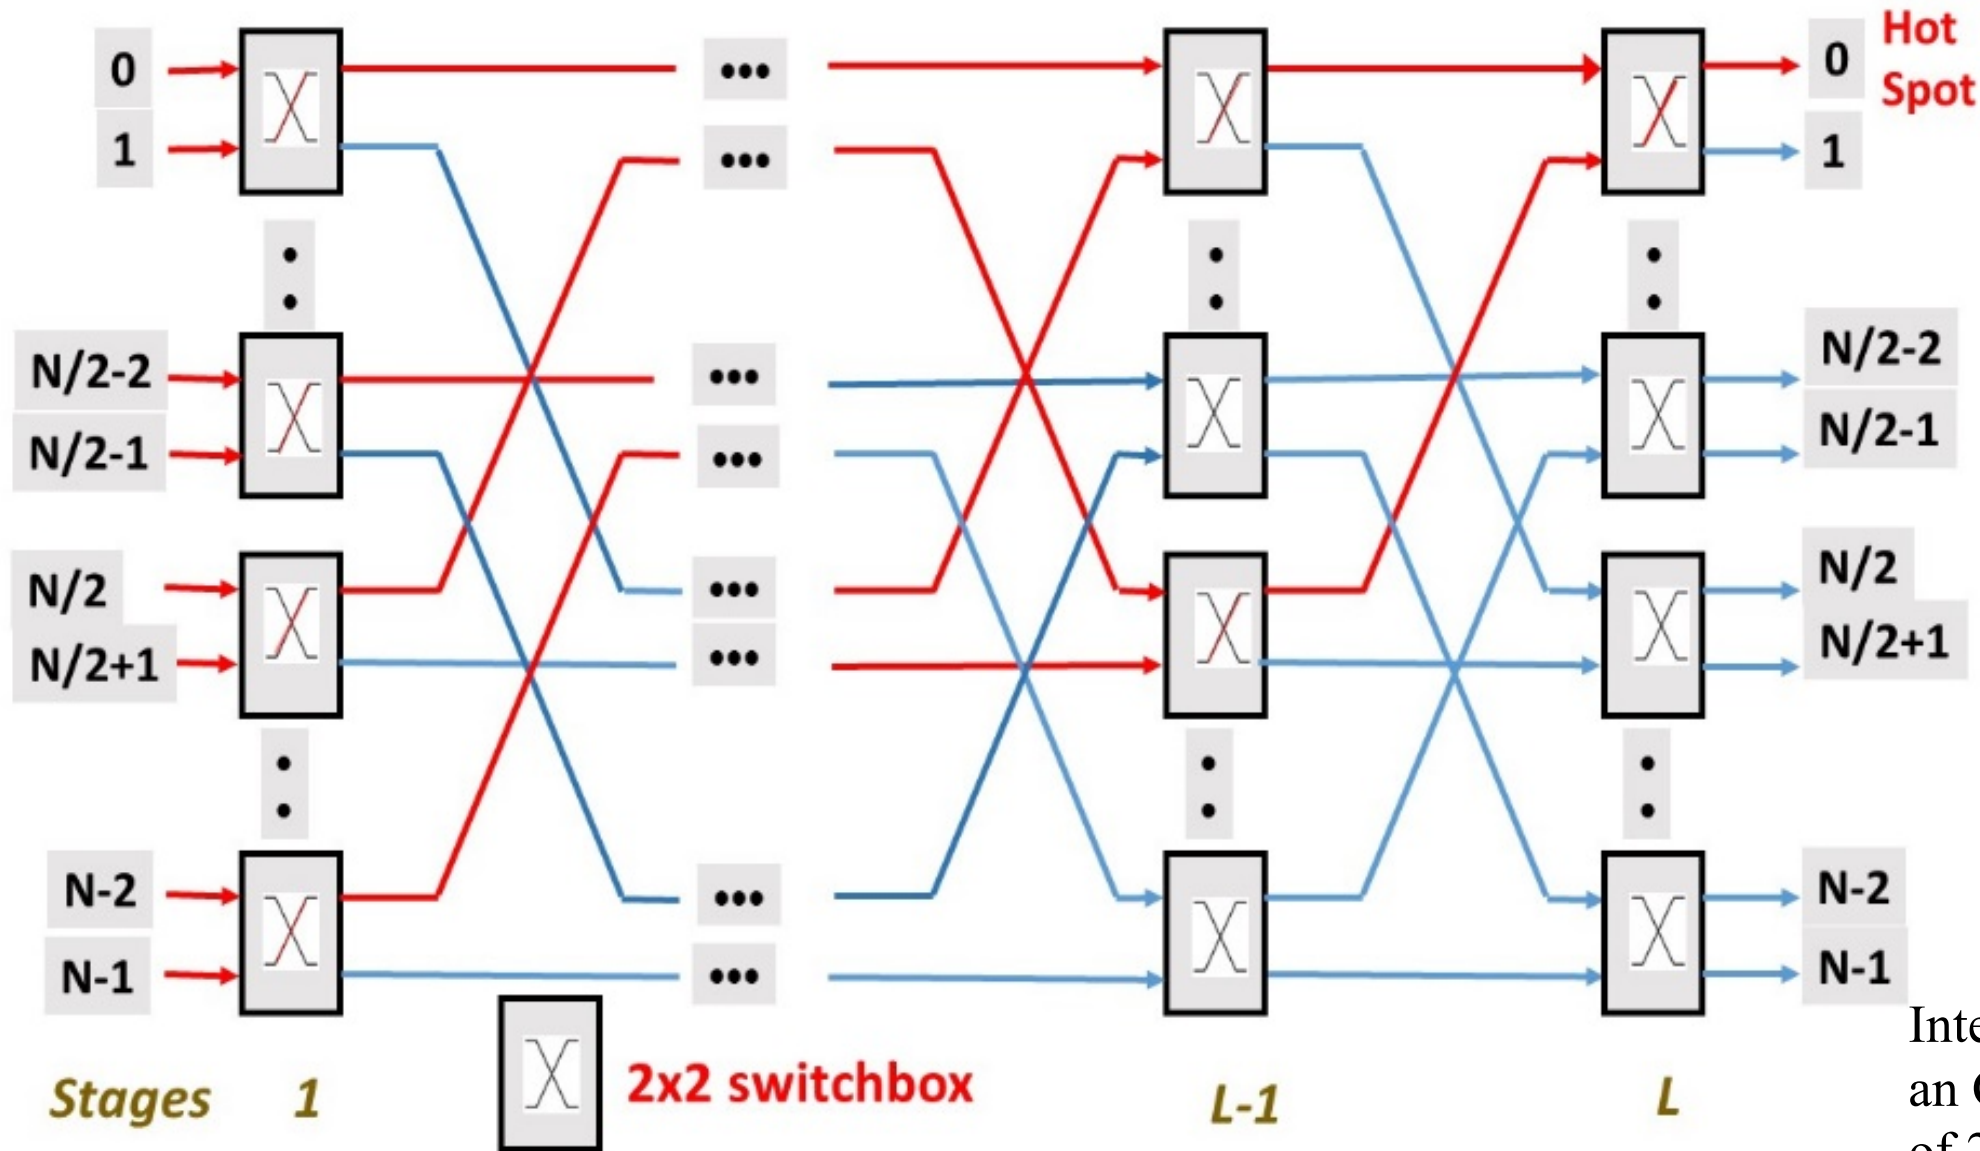 0
1
N/2-2
N/2-1
N/2
N/2+1
N-2
N-1
•••
•••
•••
•••
•••
•••
•••
•••
0
Hot
Spot
1
N/2-2
N/2-1
N/2
N/2+1
N-2
N-1
Stages 1
2x2 switchbox
L-1
L
an